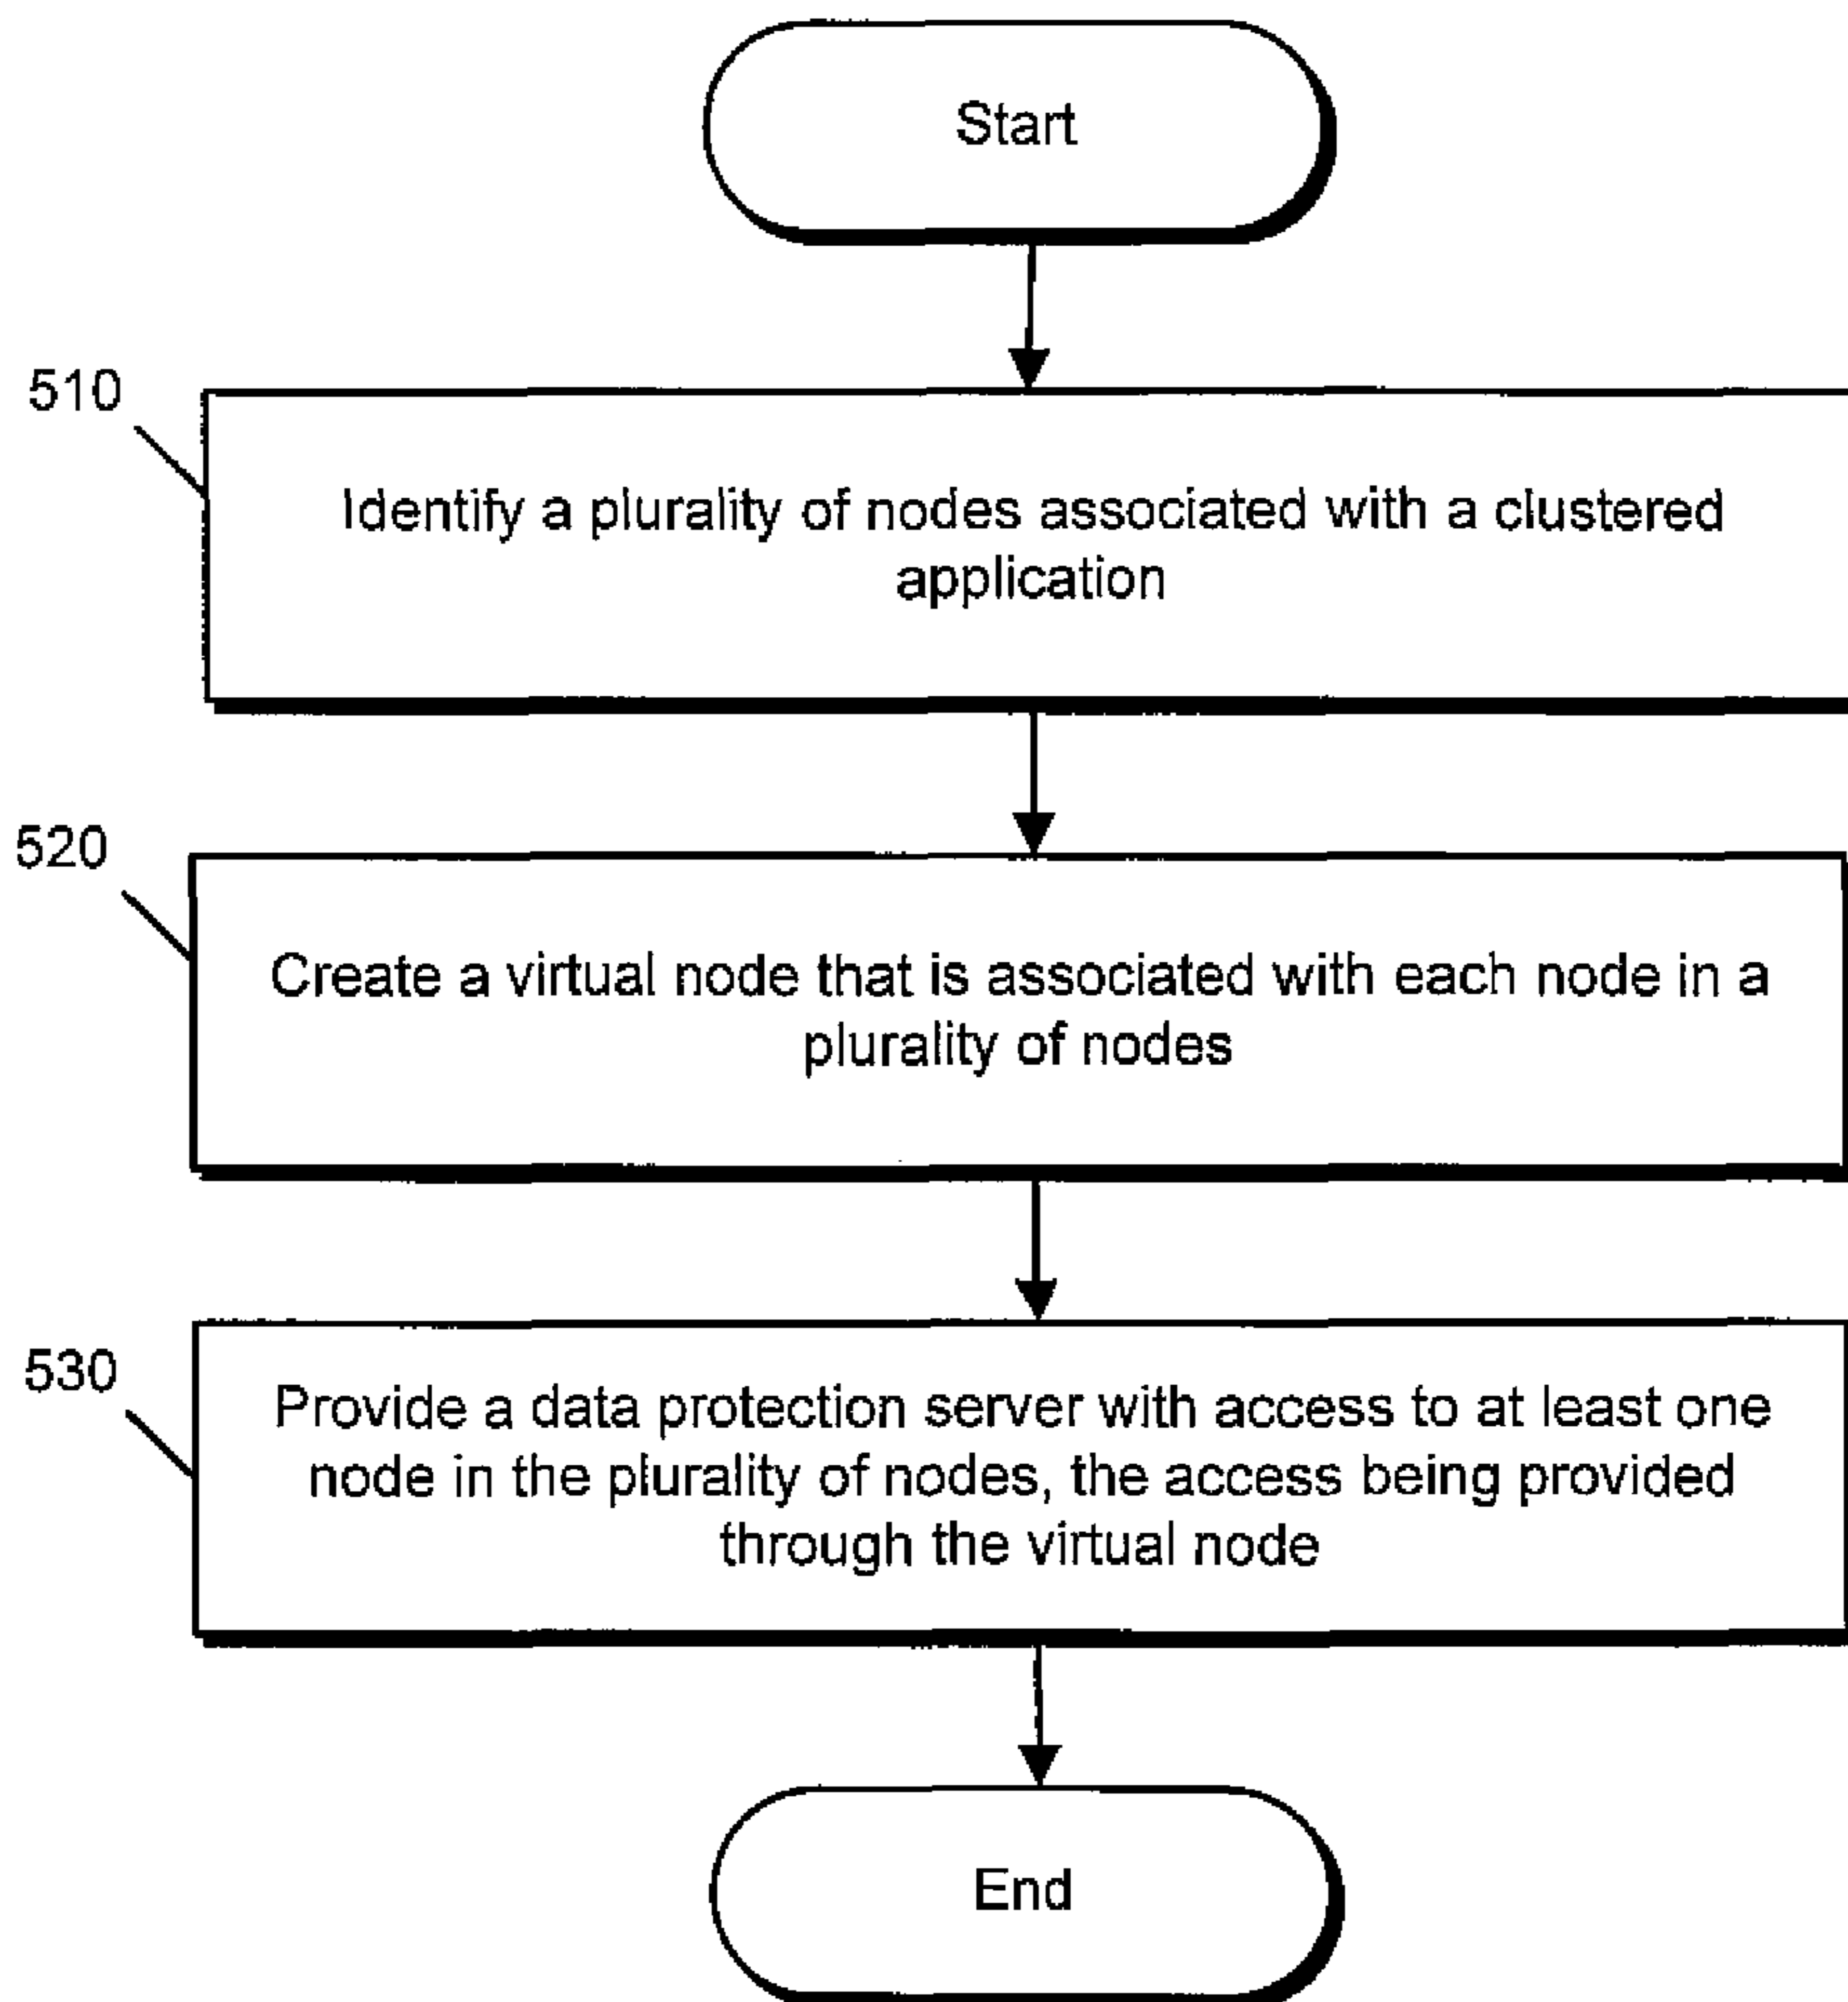 Start
510
Identify a plurality of nodes associated with a clustered
application
520
Create a virtual node that is associated with each node in a
plurality of nodes
530
Provide a data protection server with access to at least one
node in the plurality of nodes, the access being provided
through the virtual node
End